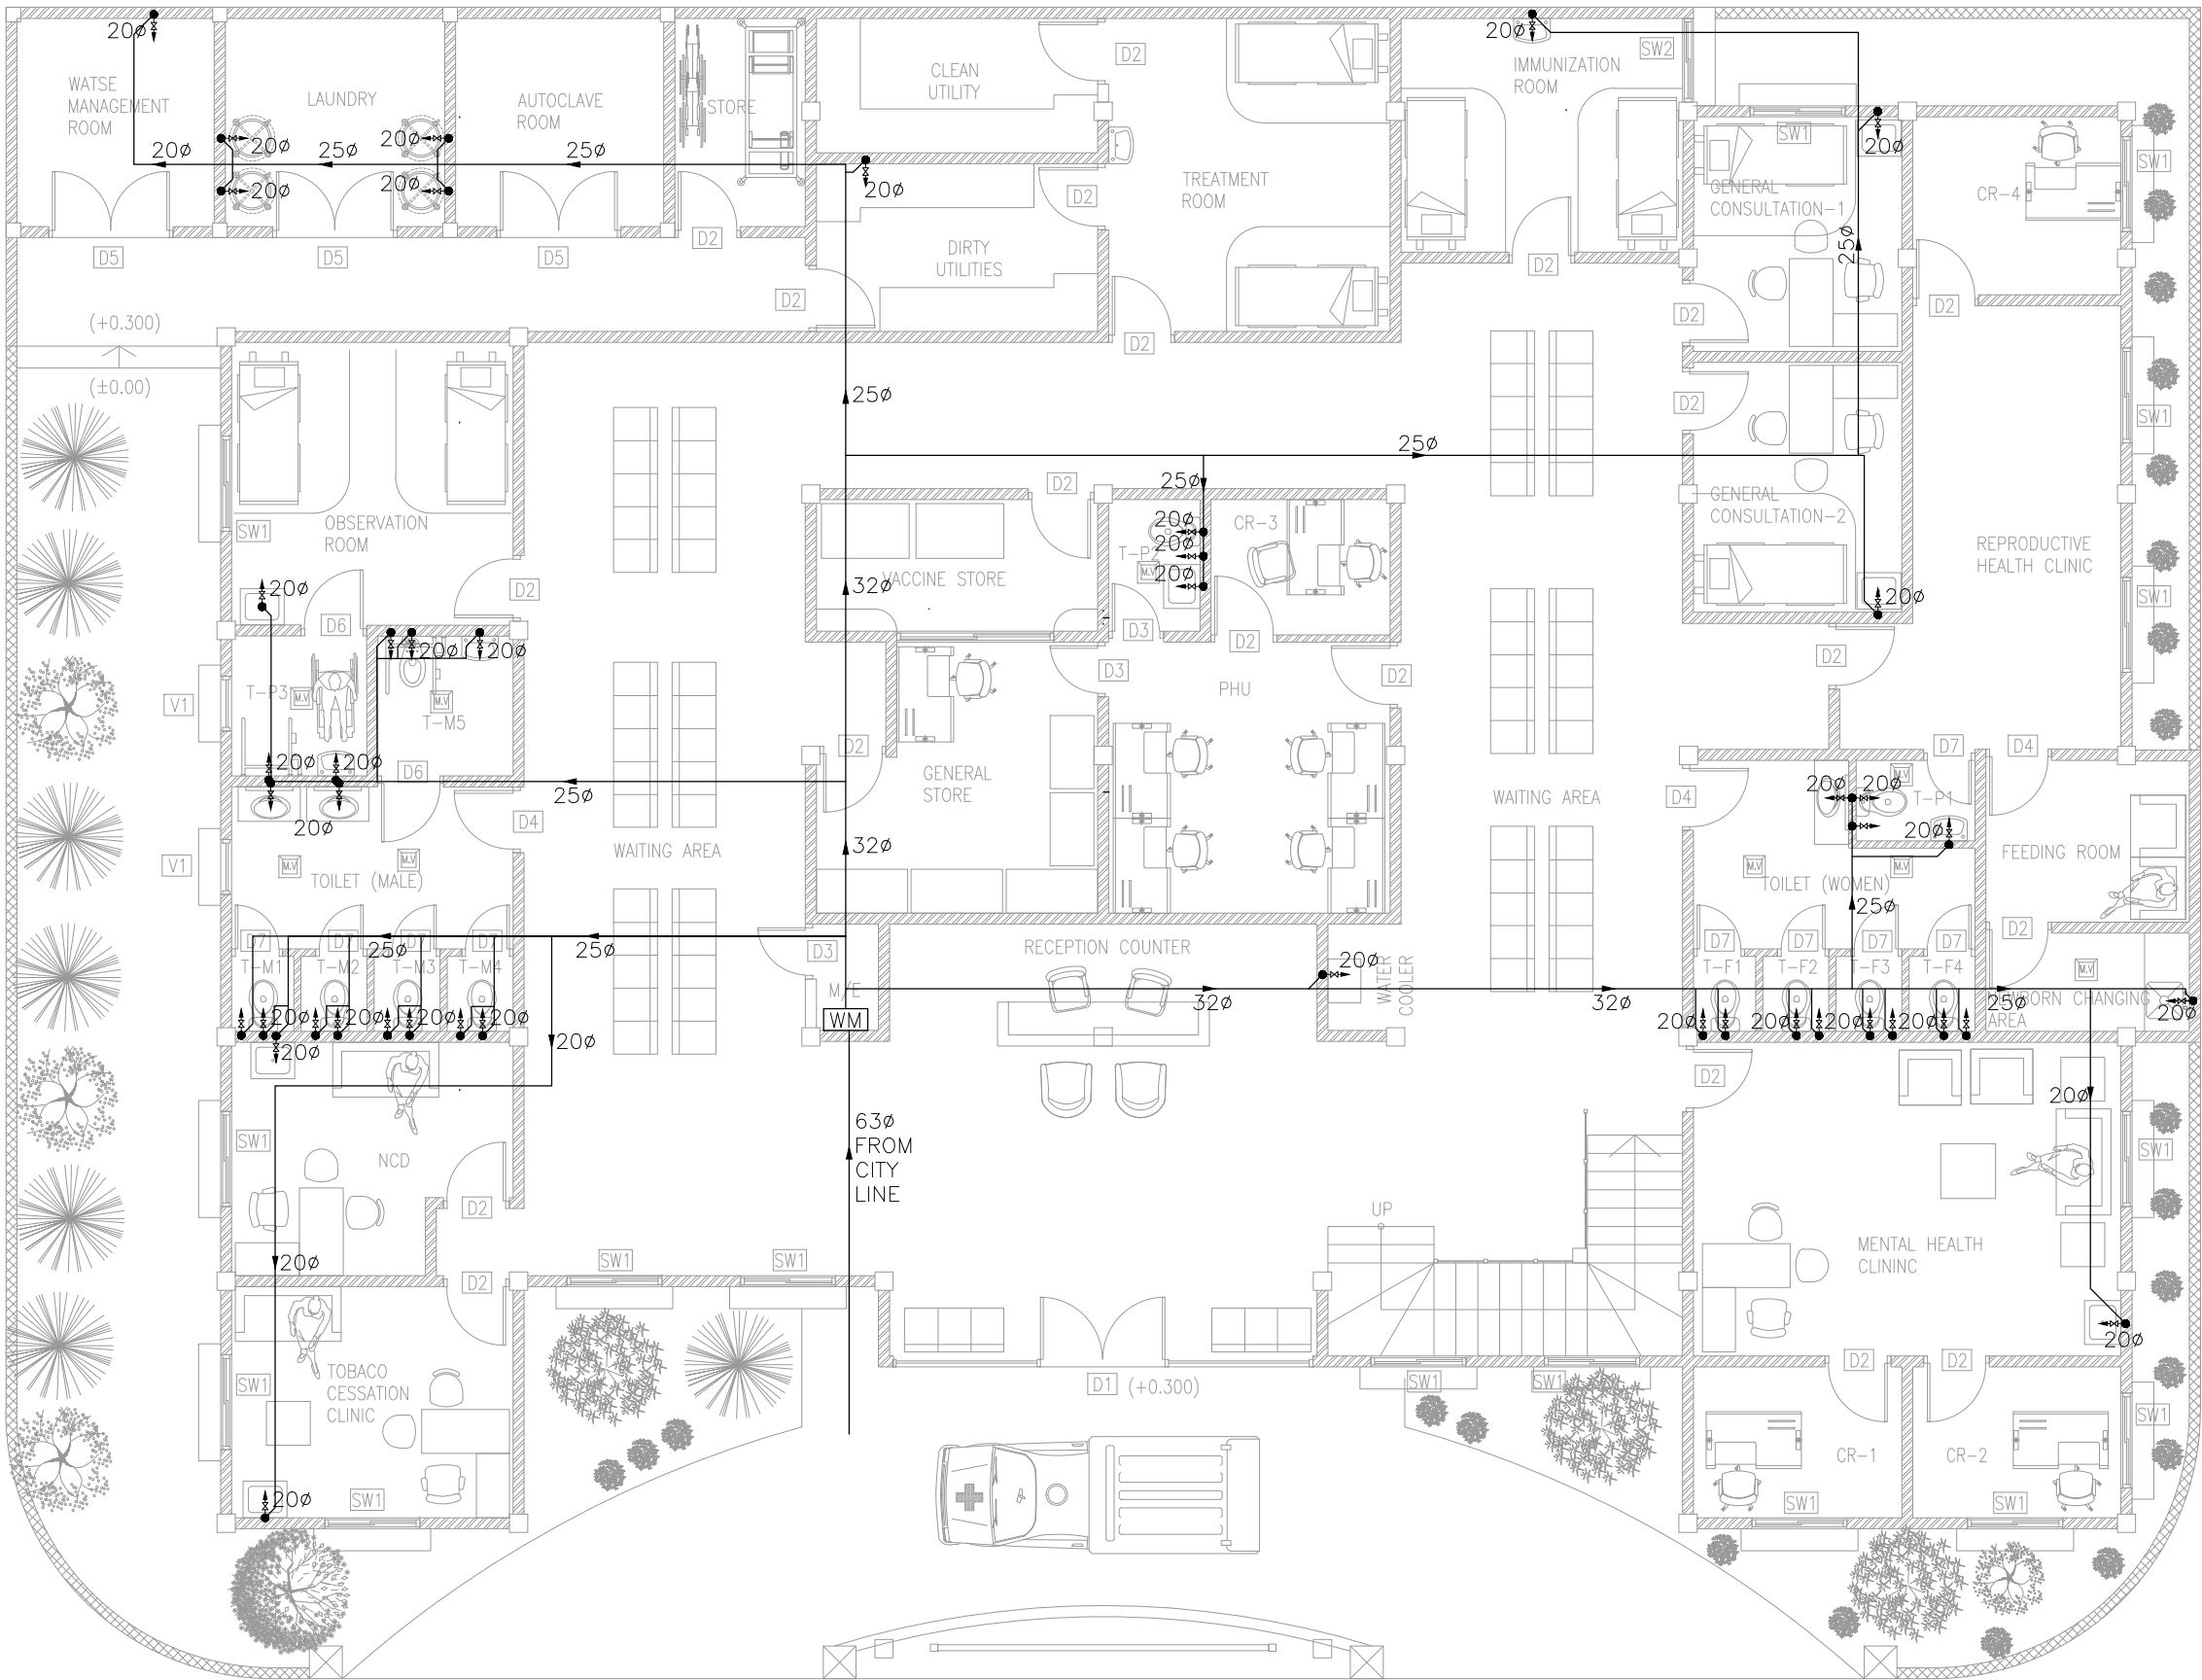 20ø
20ø
WATSE
MANAGEMENT
ROOM
LAUNDRY
AUTOCLAVE
ROOM
STORE
CLEAN
UTILITY
D2
IMMUNIZATION
ROOM
SW2
SW1
20ø
SW1
20ø
20ø
20ø
25ø
25ø
20ø
20ø
20ø
D2
TREATMENT
ROOM
GENERAL
CONSULTATION-1
CR-4
SW1
D5
D5
D5
D2
DIRTY
UTILITIES
D2
D2
25ø
D2
D2
D2
D2
(+0.300)
(±0.00)
25ø
D2
SW1
25ø
OBSERVATION
ROOM
SW1
D2
25ø
20ø
20ø
20ø
T-P2
M.V
CR-3
GENERAL
CONSULTATION-2
REPRODUCTIVE
HEALTH CLINIC
20ø
D2
VACCINE STORE
32ø
20ø
SW1
D6
20ø
20ø
D3
D2
D2
T-P3
M.V
M.V
T-M5
V1
D3
PHU
D2
20ø
20ø
D6
25ø
D2
GENERAL
STORE
D7
D4
20ø
D4
WAITING AREA
D4
20ø
20ø
M.V
T-P1
20ø
V1
M.V
M.V
TOILET (MALE)
WAITING AREA
32ø
M.V
M.V
TOILET (WOMEN)
FEEDING ROOM
25ø
D7
D7
D7
D7
25ø
25ø
D3
RECEPTION COUNTER
D7
D7
D7
D7
D2
T-M1
T-M2
T-M3
T-M4
M/E
20ø
WATER
COOLER
T-F1
T-F2
T-F3
T-F4
M.V
32ø
32ø
25ø
NEWBORN CHANGING
AREA
20ø
20ø
20ø
20ø
20ø
20ø
WM
20ø
20ø
20ø
20ø
20ø
20ø
D2
20ø
63ø
FROM
CITY
LINE
SW1
NCD
D2
SW1
UP
20ø
SW1
SW1
D2
MENTAL HEALTH
CLININC
20ø
TOBACO
CESSATION
CLINIC
SW1
D1
(+0.300)
SW1
SW1
D2
D2
SW1
CR-1
CR-2
20ø
SW1
SW1
SW1